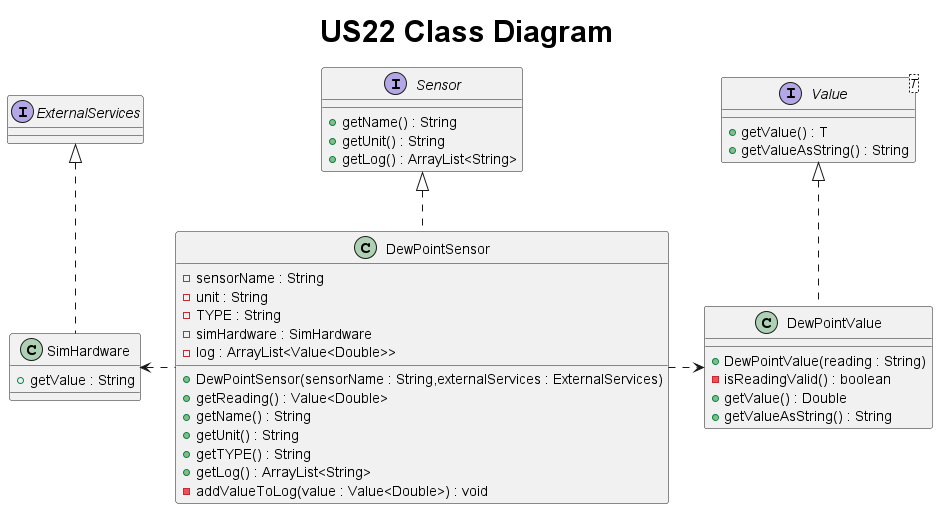 US22 Class Diagram
I ExternalServices
I Sensor
getName() : String
getUnit() : String
getLog() : ArrayList<String>
I Value
T
getValue() : T
getValueAsString() : String
C DewPointSensor
sensorName : String
unit : String
TYPE : String
simHardware : SimHardware
log : ArrayList<Value<Double>>
DewPointSensor(sensorName : String,externalServices : ExternalServices)
getReading() : Value<Double>
getName() : String
getUnit() : String
getTYPE() : String
getLog() : ArrayList<String>
addValueToLog(value : Value<Double>) : void
C SimHardware
getValue : String
C DewPointValue
DewPointValue(reading : String)
isReadingValid() : boolean
getValue() : Double
getValueAsString() : String